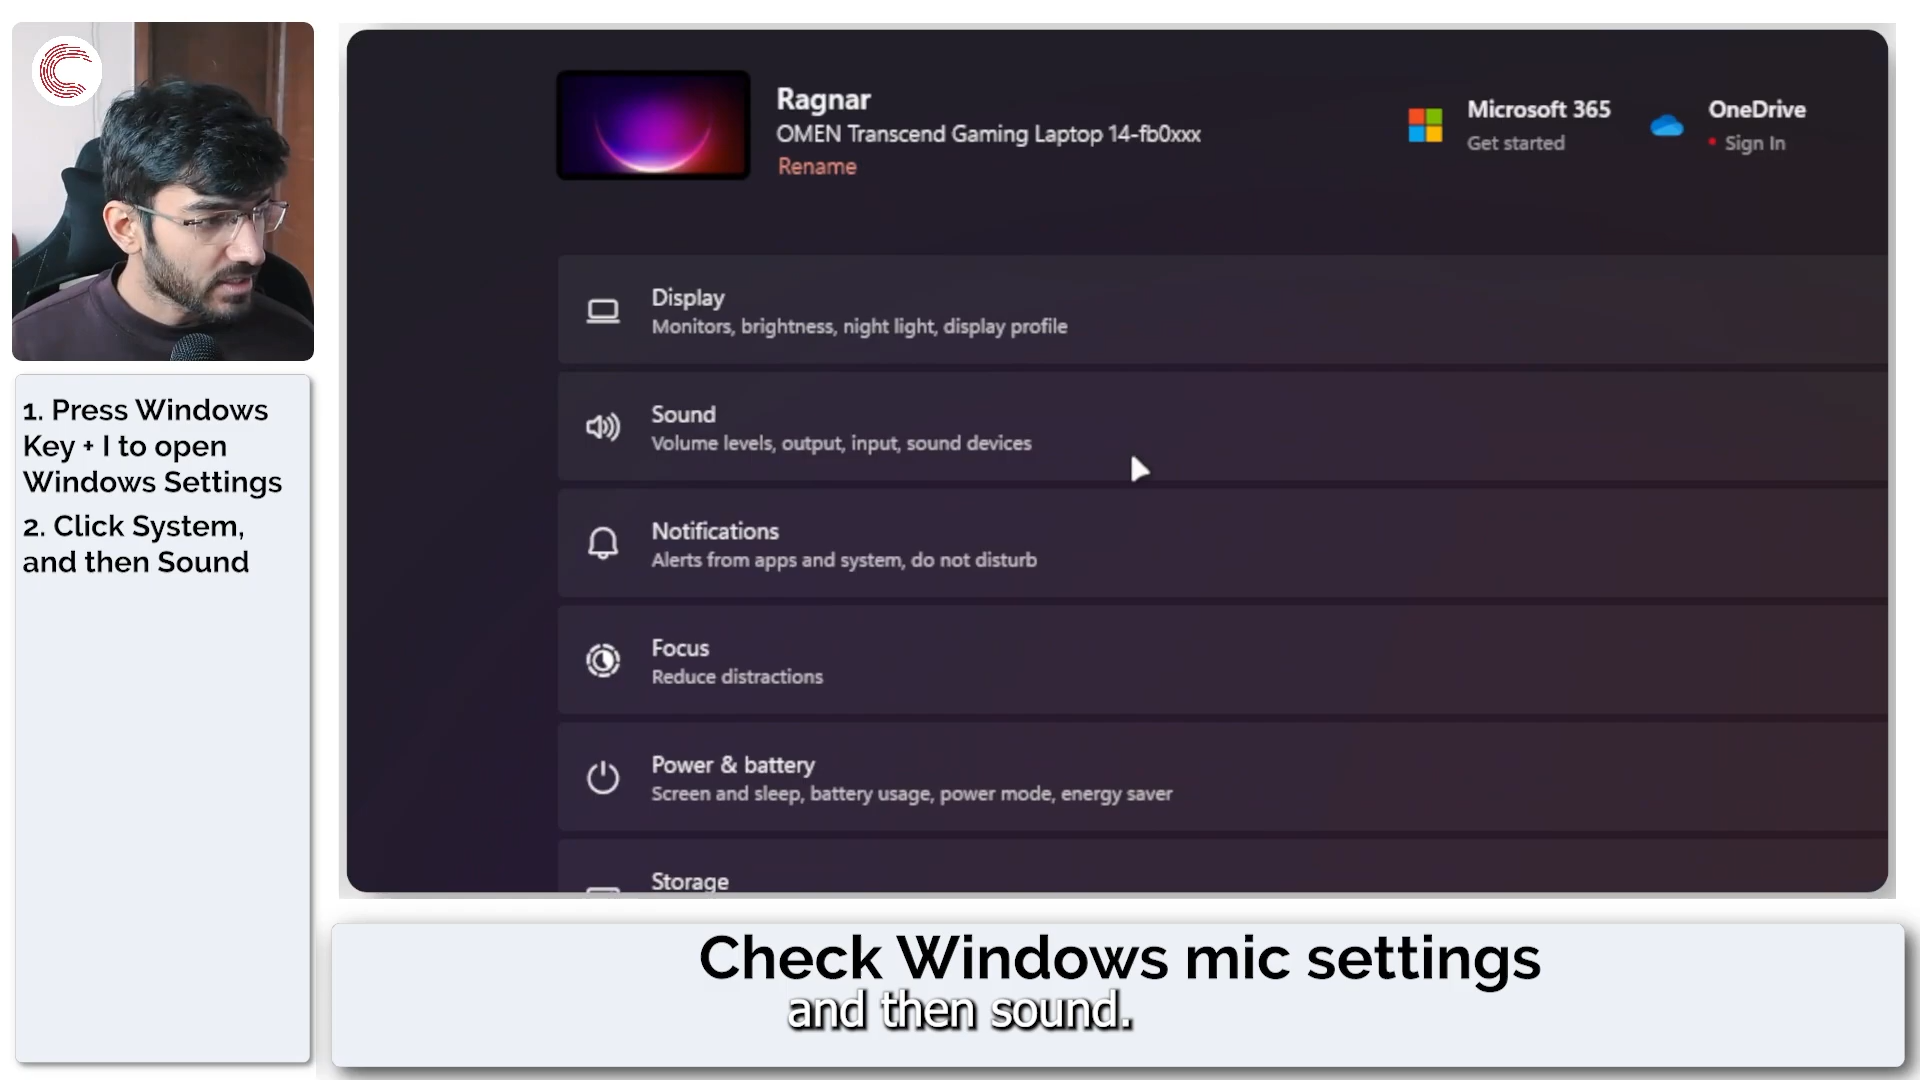 1. Press Windows
Key + I to open
Windows Settings
2. Click System,
and then Sound
Ragnar
OMEN Transcend Gaming Laptop 14-fb0xxx
Rename
Microsoft 365
Get started
OneDrive
• Sign In
Display
Monitors, brightness, night light, display profile
Sound
Volume levels, output, input, sound devices
Notifications
Alerts from apps and system, do not disturb
Focus
Reduce distractions
Power & battery
Screen and sleep, battery usage, power mode, energy saver
Storage
Check Windows mic settings
and then sound.